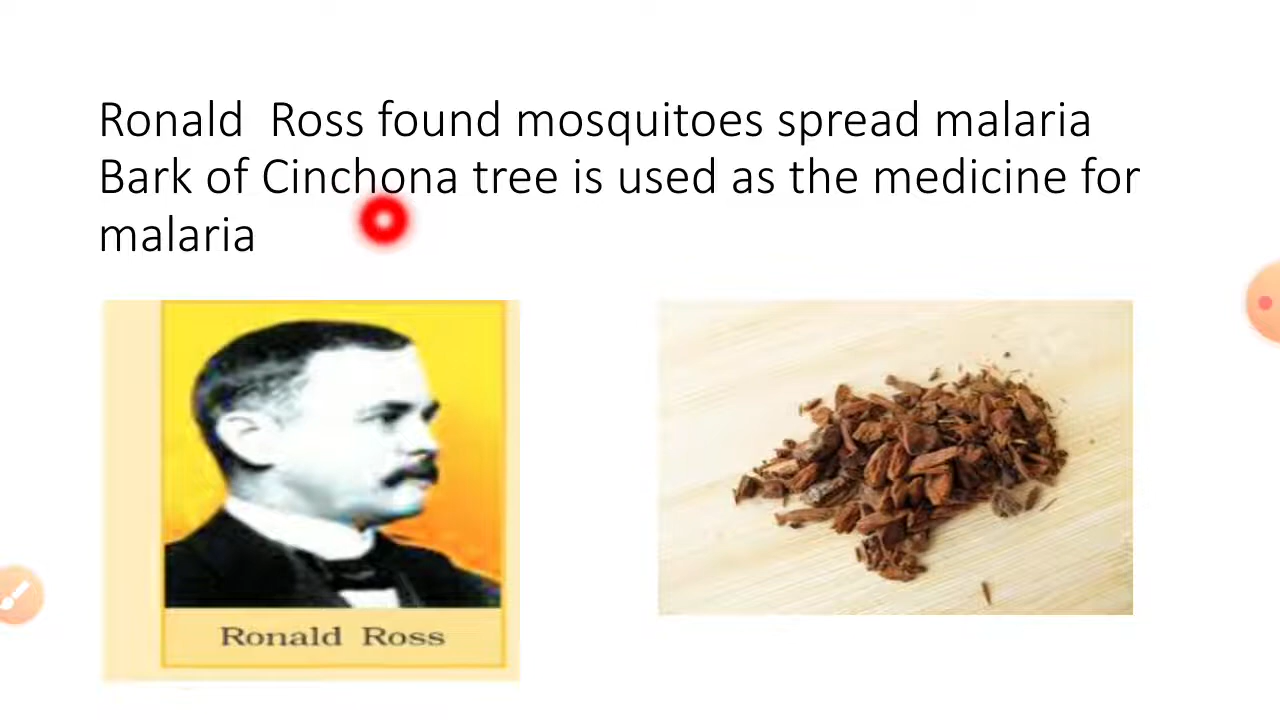 Ronald  Ross found mosquitoes spread malaria
Bark of Cinchona tree is used as the medicine for
malaria
Ronald Ross